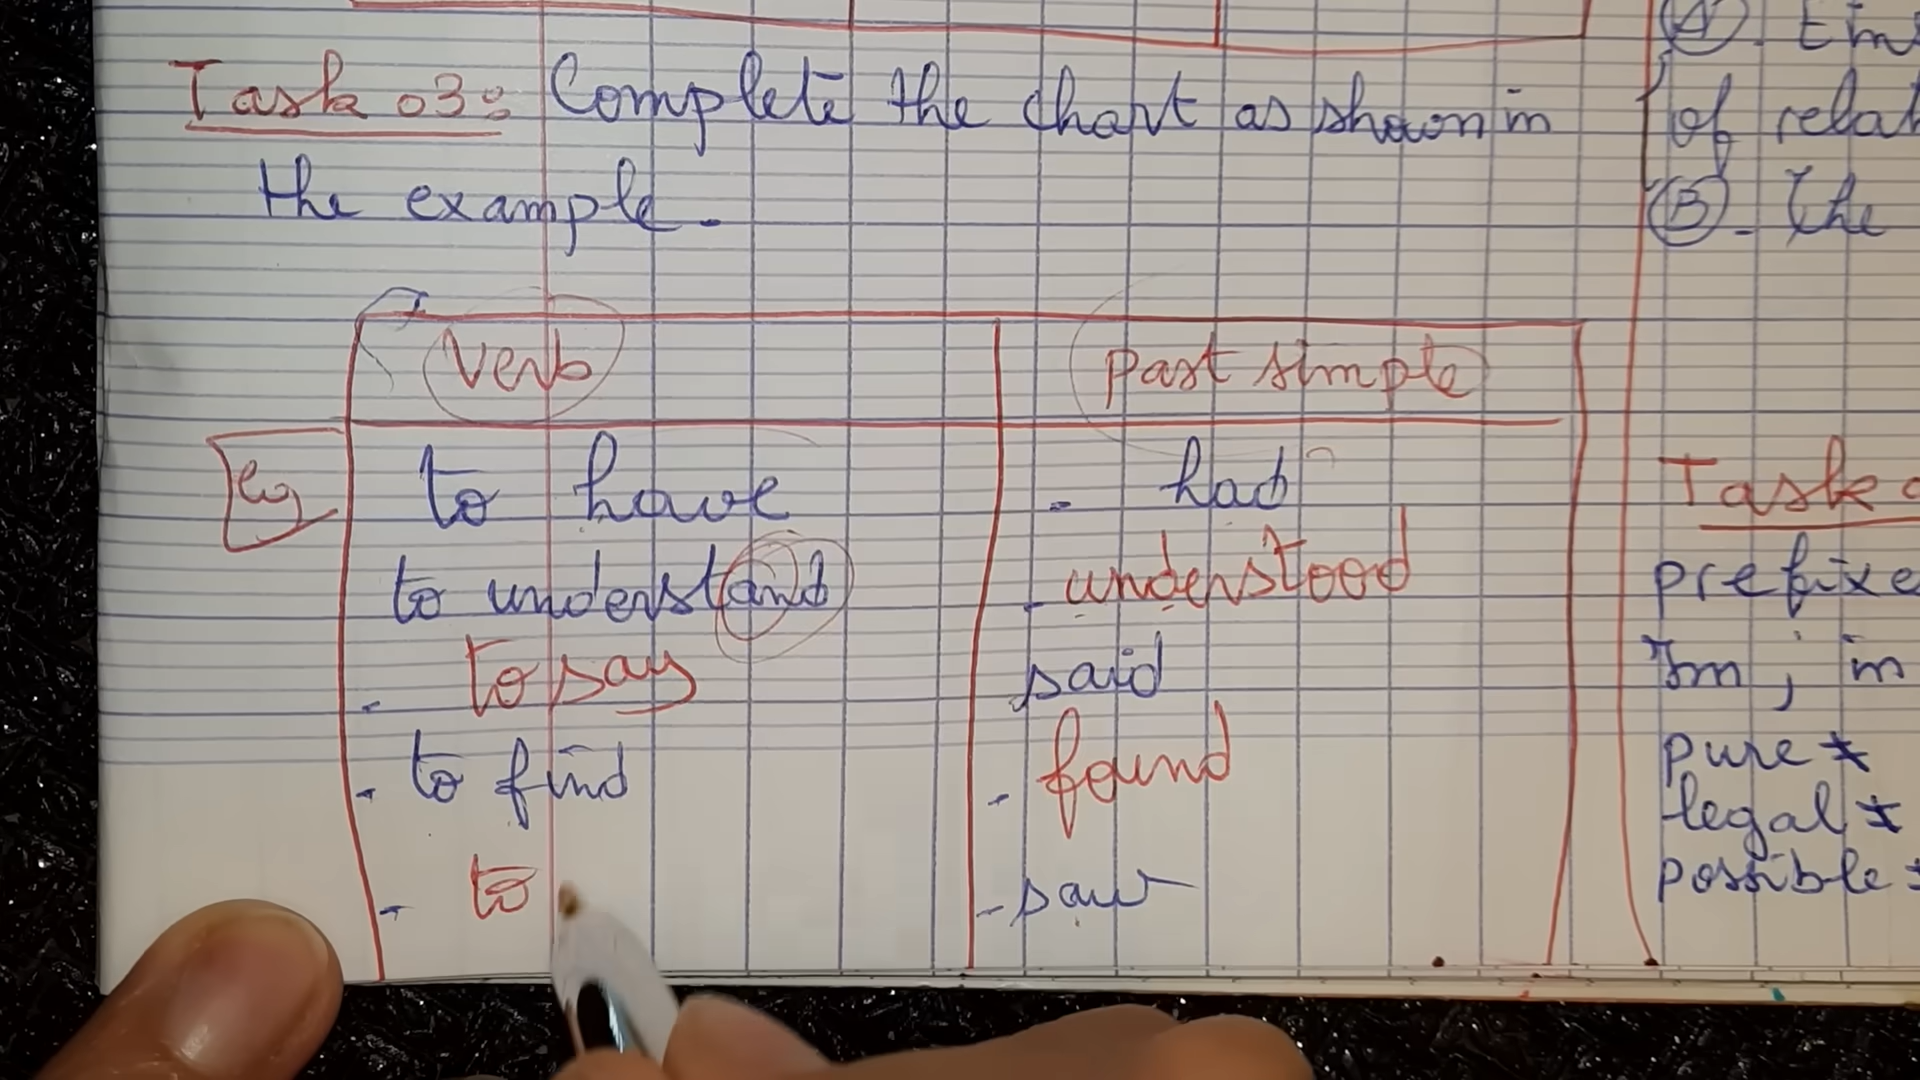 Task 03: Complete the chart as shown in
the example.
Verb
past simple
eg
to have
- had
to understand
- understood
- to say
said
- to find
- found
- to
- saw
A.
of relat
B. The
Task
prefixe
im ; in
pure *
legal *
possible *